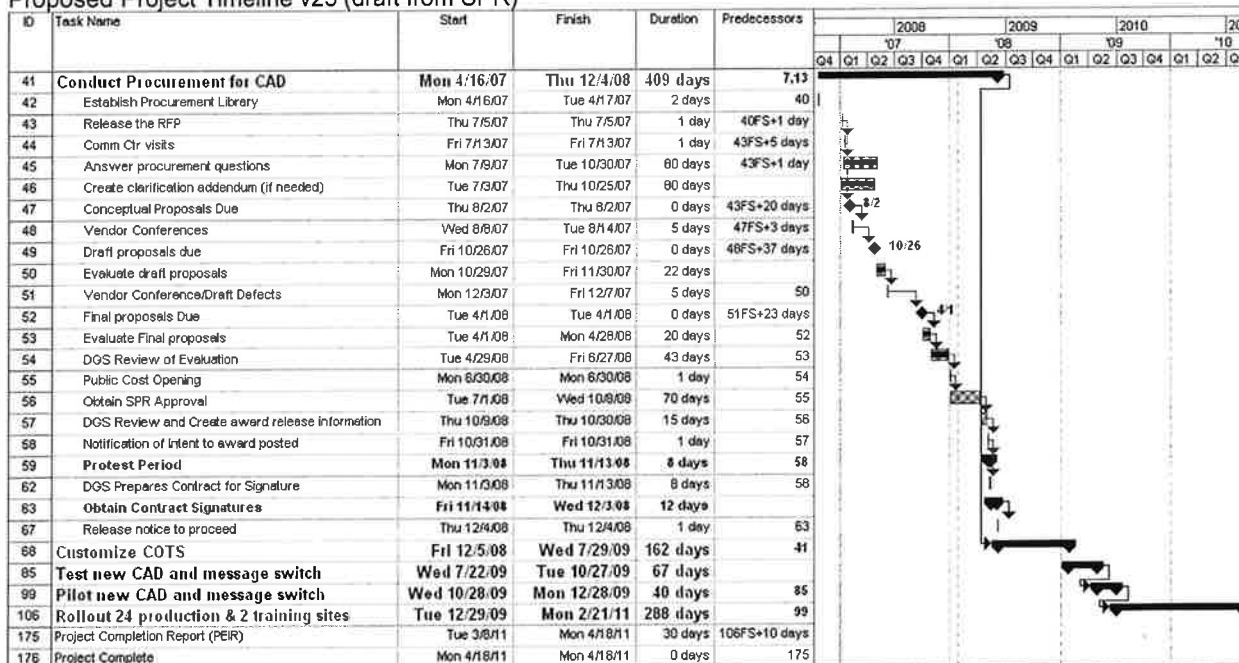 Proposed Project Timeline v25 (draft from SPR)
ID Task Name Start Finish Duration Predecessors
2008 2009 2010 20
'07 '08 '09 '10
Q4 Q1 Q2 Q3 Q4 Q1 Q2 Q3 Q4 Q1 Q2 Q3 Q4 Q1 Q2 Q
41 Conduct Procurement for CAD Mon 4/16/07 Thu 12/4/08 409 days 7,13
42 Establish Procurement Library Mon 4/16/07 Tue 4/17/07 2 days 40
43 Release the RFP Thu 7/5/07 Thu 7/5/07 1 day 40FS+1 day
44 Comm Ctr visits Fri 7/13/07 Fri 7/13/07 1 day 43FS+5 days
45 Answer procurement questions Mon 7/9/07 Tue 10/30/07 80 days 43FS+1 day
46 Create clarification addendum (if needed) Tue 7/3/07 Thu 10/25/07 80 days
47 Conceptual Proposals Due Thu 8/2/07 Thu 8/2/07 0 days 43FS+20 days 8/2
48 Vendor Conferences Wed 8/8/07 Tue 8/14/07 5 days 47FS+3 days
49 Draft proposals due Fri 10/26/07 Fri 10/26/07 0 days 48FS+37 days 10/26
50 Evaluate draft proposals Mon 10/29/07 Fri 11/30/07 22 days
51 Vendor Conference/Draft Defects Mon 12/3/07 Fri 12/7/07 5 days 50
52 Final proposals Due Tue 4/1/08 Tue 4/1/08 0 days 51FS+23 days 4/1
53 Evaluate Final proposals Tue 4/1/08 Mon 4/28/08 20 days 52
54 DGS Review of Evaluation Tue 4/29/08 Fri 6/27/08 43 days 53
55 Public Cost Opening Mon 6/30/08 Mon 6/30/08 1 day 54
56 Obtain SPR Approval Tue 7/1/08 Wed 10/8/08 70 days 55
57 DGS Review and Create award release information Thu 10/9/08 Thu 10/30/08 15 days 56
58 Notification of Intent to award posted Fri 10/31/08 Fri 10/31/08 1 day 57
59 Protest Period Mon 11/3/08 Thu 11/13/08 8 days 58
62 DGS Prepares Contract for Signature Mon 11/3/08 Thu 11/13/08 8 days 58
63 Obtain Contract Signatures Fri 11/14/08 Wed 12/3/08 12 days
67 Release notice to proceed Thu 12/4/08 Thu 12/4/08 1 day 63
68 Customize COTS Fri 12/5/08 Wed 7/29/09 162 days 41
85 Test new CAD and message switch Wed 7/22/09 Tue 10/27/09 67 days
99 Pilot new CAD and message switch Wed 10/28/09 Mon 12/28/09 40 days 85
106 Rollout 24 production & 2 training sites Tue 12/29/09 Mon 2/21/11 288 days 99
175 Project Completion Report (PEIR) Tue 3/8/11 Mon 4/18/11 30 days 106FS+10 days
176 Project Complete Mon 4/18/11 Mon 4/18/11 0 days 175